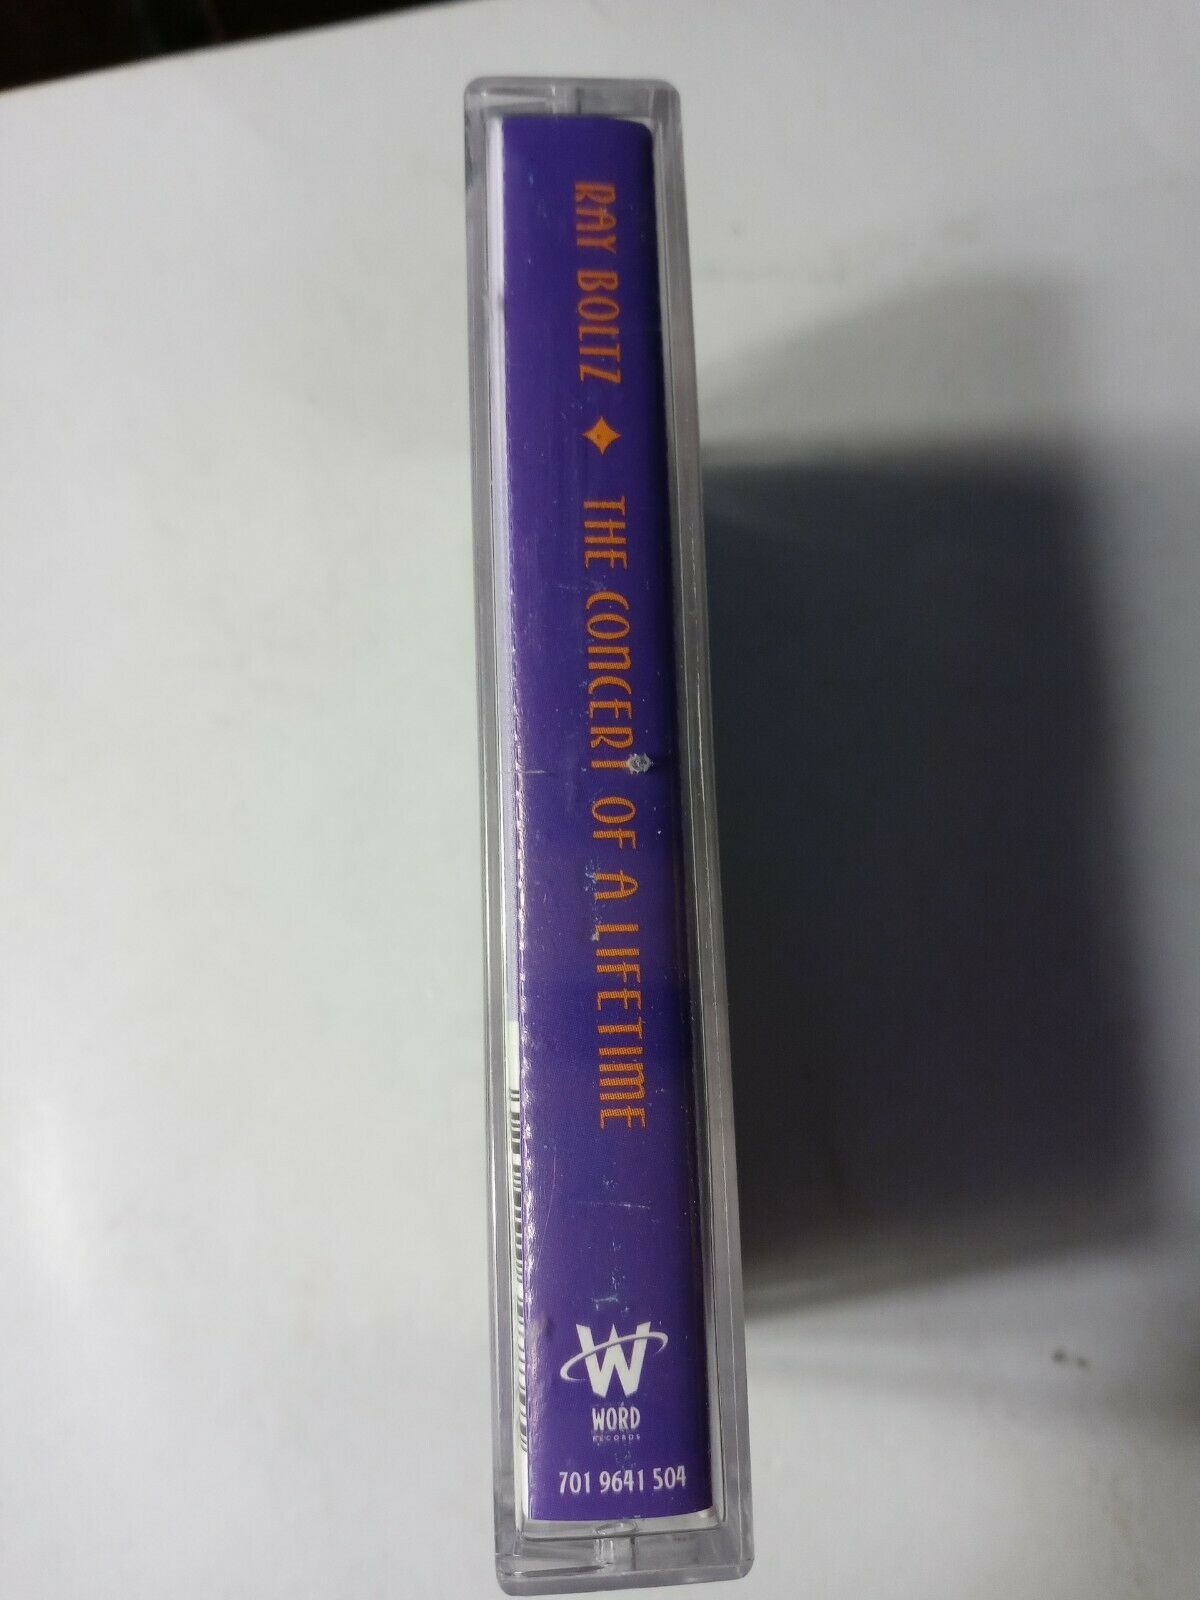 RAY BOLTZ ✦ THE CONCERT OF A LIFETIME
W
WORD
RECORDS
701 9641 504